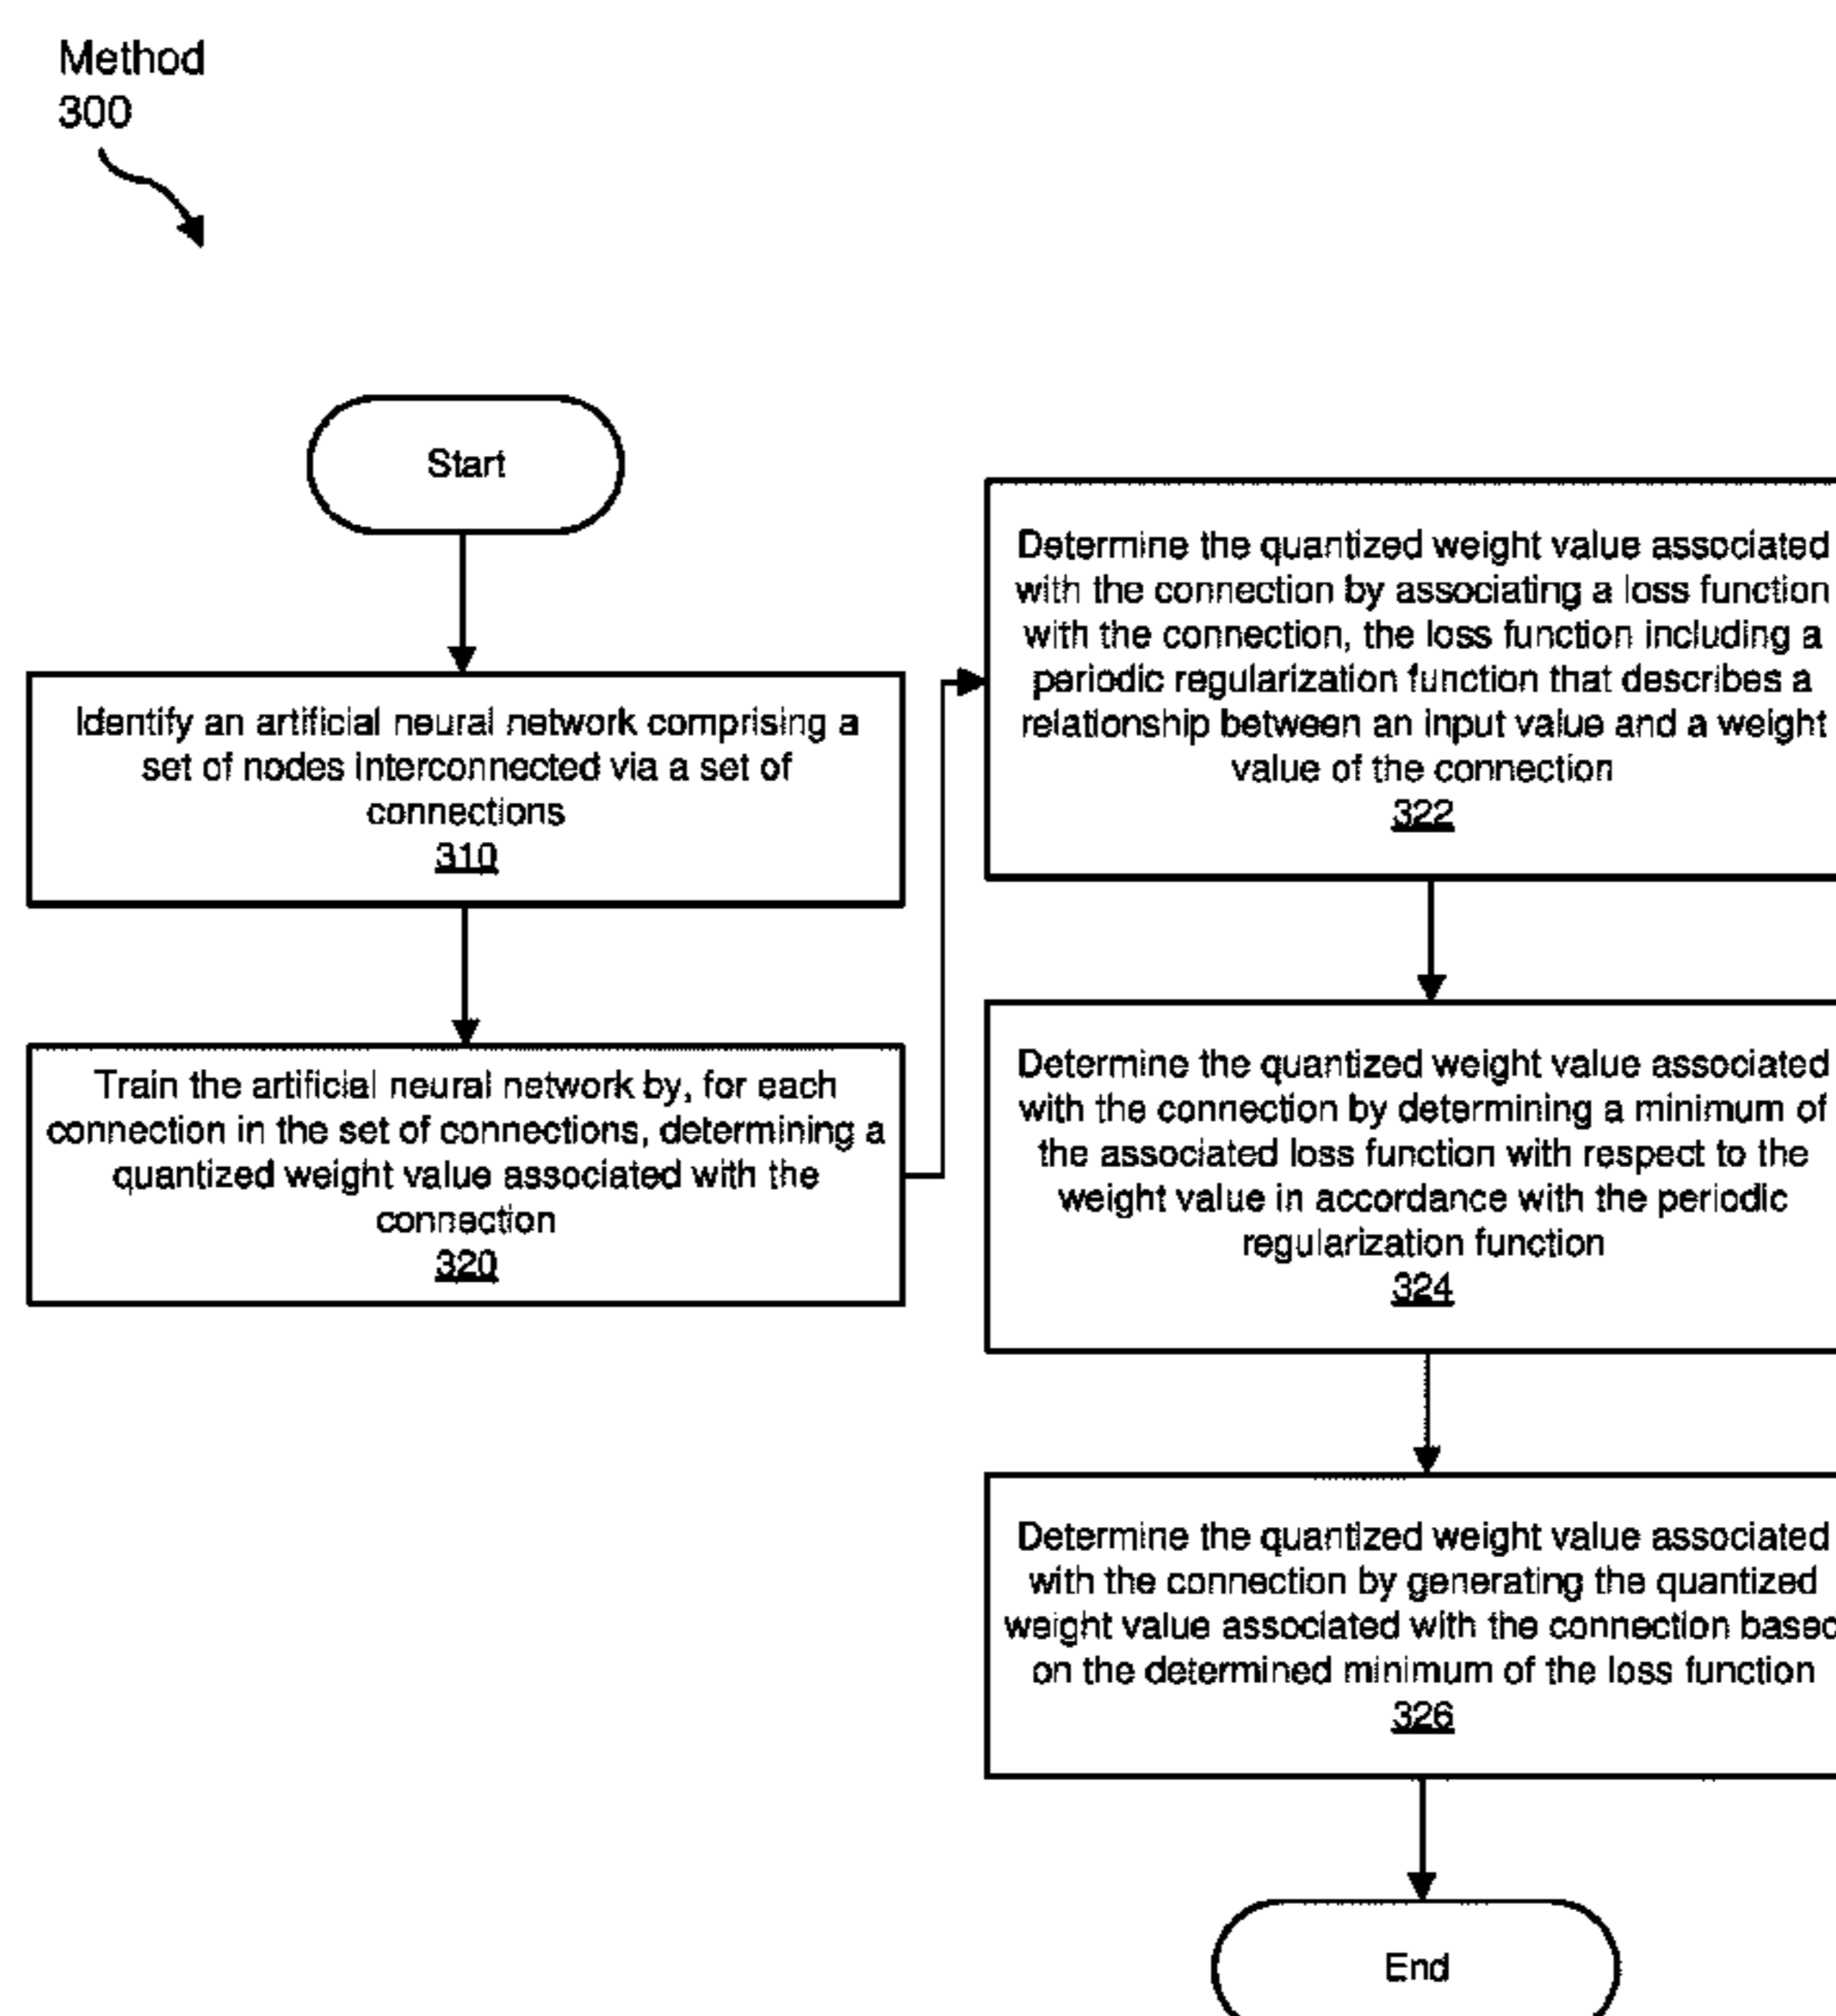 Method
300
Start
Identify an artificial neural network comprising a
set of nodes interconnected via a set of
connections
310
Train the artificial neural network by, for each
connection in the set of connections, determining a
quantized weight value associated with the
connection
320
Determine the quantized weight value associated
with the connection by associating a loss function
with the connection, the loss function including a
periodic regularization function that describes a
relationship between an input value and a weight
value of the connection
322
Determine the quantized weight value associated
with the connection by determining a minimum of
the associated loss function with respect to the
weight value in accordance with the periodic
regularization function
324
Determine the quantized weight value associated
with the connection by generating the quantized
weight value associated with the connection based
on the determined minimum of the loss function
326
End